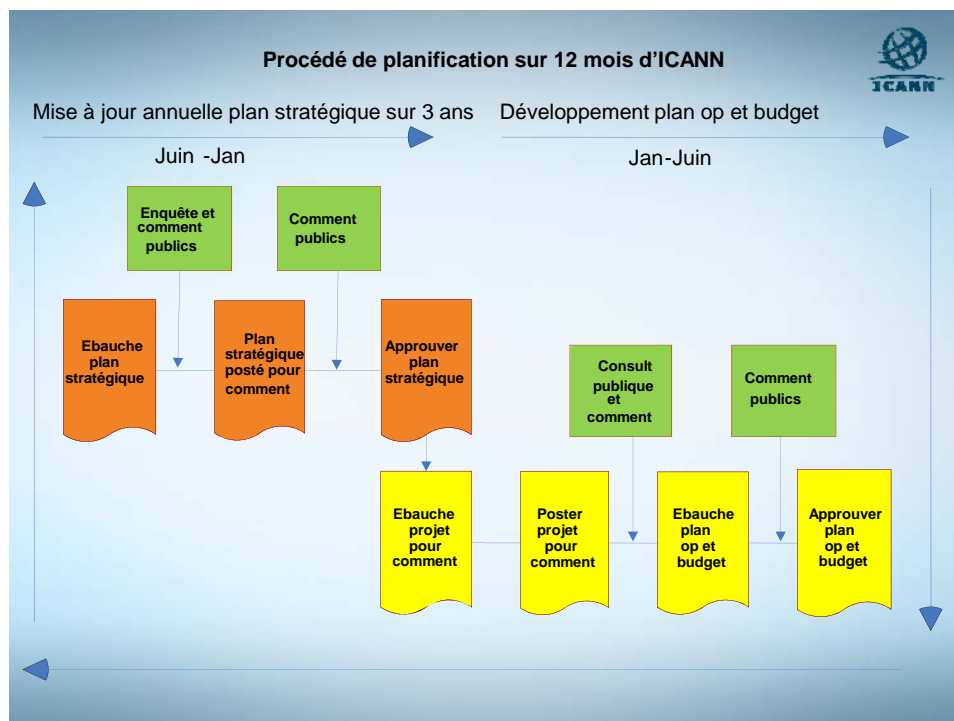 Procédé de planification sur 12 mois d'ICANN
ICANN
Mise à jour annuelle plan stratégique sur 3 ans
Développement plan op et budget
Juin -Jan
Jan-Juin
Enquête et
comment
publics
Comment
publics
Ebauche
plan
stratégique
Plan
stratégique
posté pour
comment
Approuver
plan
stratégique
Consult
publique
et
comment
Comment
publics
Ebauche
projet
pour
comment
Poster
projet
pour
comment
Ebauche
plan
op et
budget
Approuver
plan
op et
budget